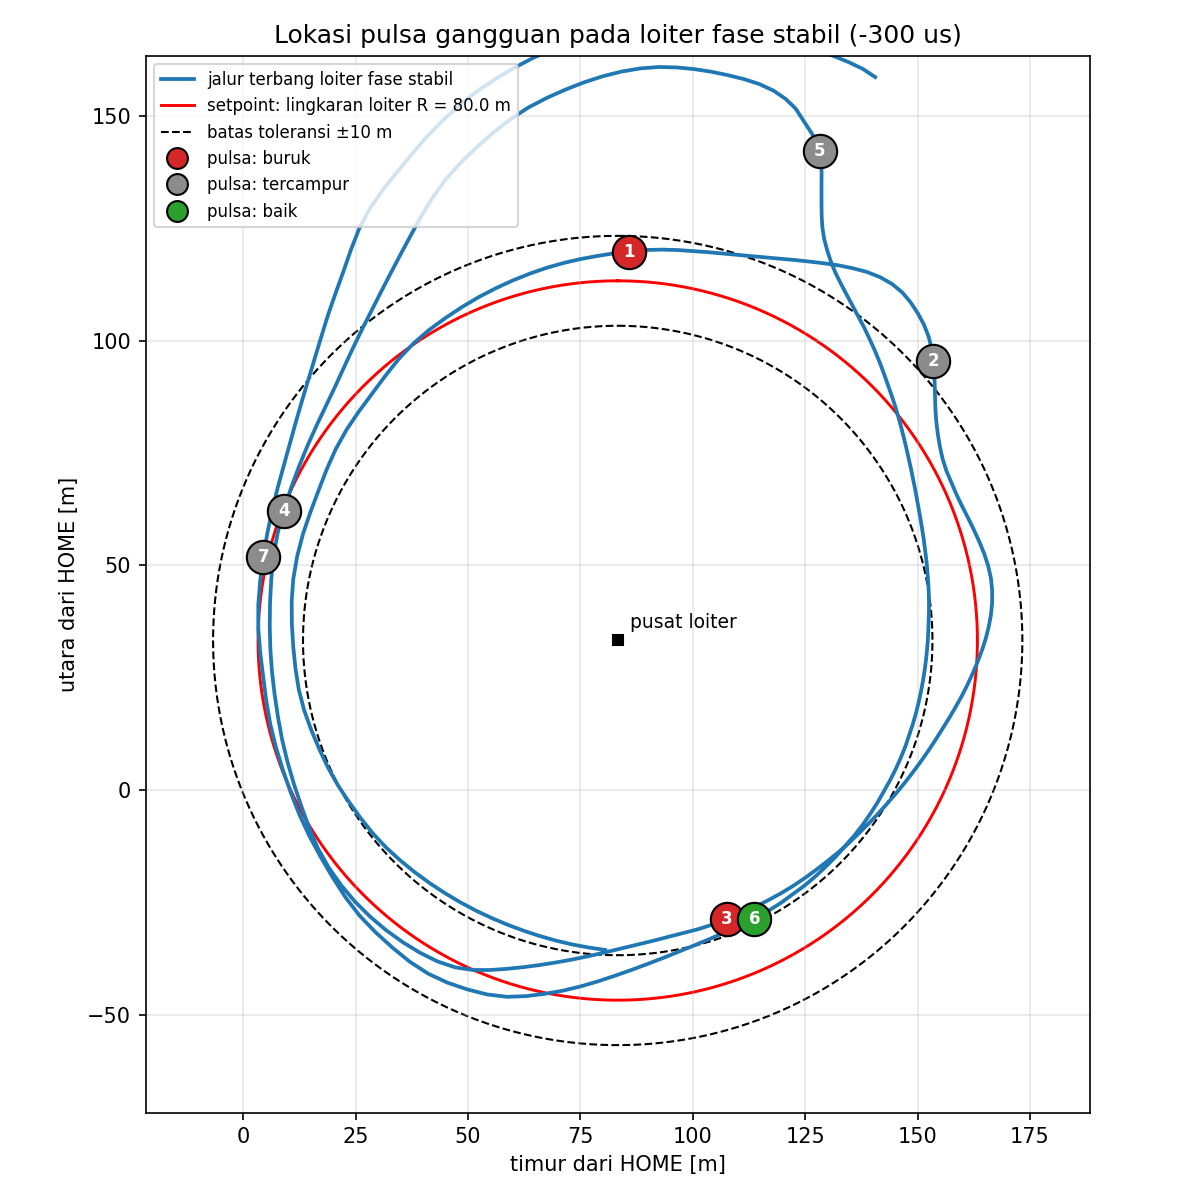 Lokasi pulsa gangguan pada loiter fase stabil (-300 us)
jalur terbang loiter fase stabil
setpoint: lingkaran loiter R = 80.0 m
batas toleransi ±10 m
pulsa: buruk
pulsa: tercampur
pulsa: baik
150
100
50
0
−50
utara dari HOME [m]
5
1
2
4
7
pusat loiter
3
6
0
25
50
75
100
125
150
175
timur dari HOME [m]